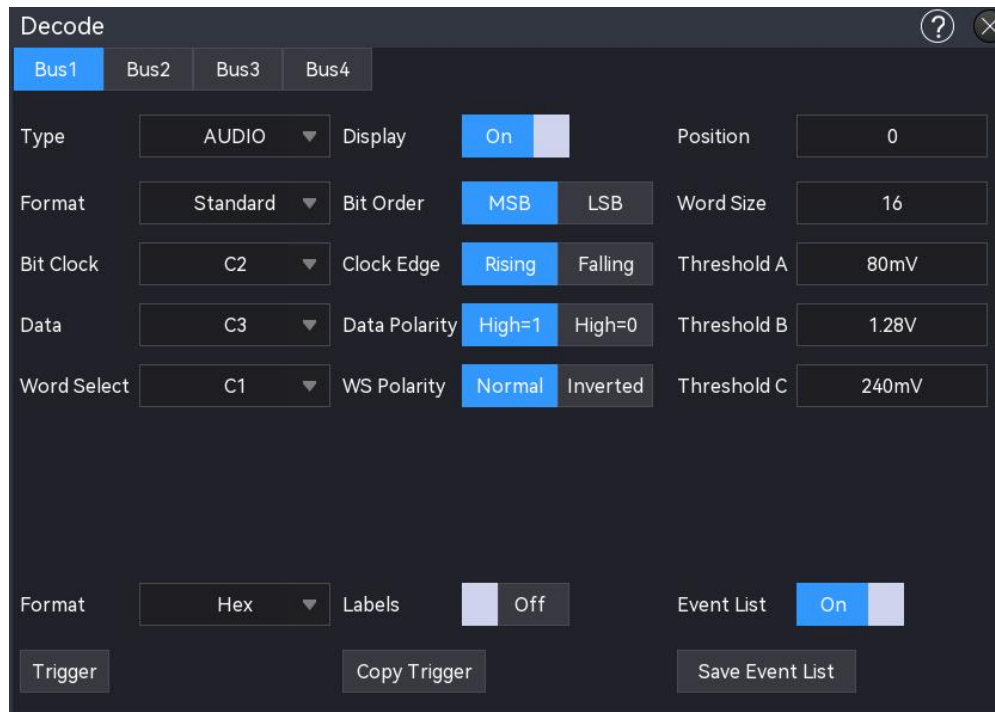 Decode ?
Bus1 Bus2 Bus3 Bus4
Type AUDIO Display On Position 0
Format Standard Bit Order MSB LSB Word Size 16
Bit Clock C2 Clock Edge Rising Falling Threshold A 80mV
Data C3 Data Polarity High=1 High=0 Threshold B 1.28V
Word Select C1 WS Polarity Normal Inverted Threshold C 240mV
Format Hex Labels Off Event List On
Trigger Copy Trigger Save Event List